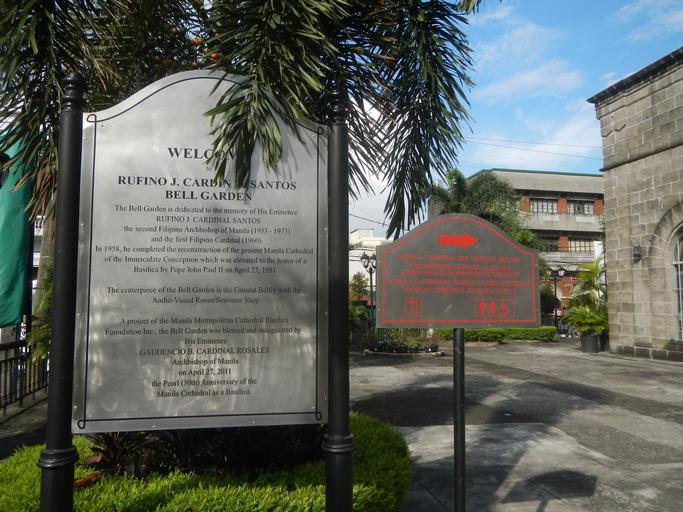 WELCOME
RUFINO J. CARDINAL SANTOS
BELL GARDEN
The Bell Garden is dedicated to the memory of His Eminence
RUFINO J. CARDINAL SANTOS
the second Filipino Archbishop of Manila (1953 - 1973)
and the first Filipino Cardinal (1960)
In 1958, he completed the reconstruction of the present Manila Cathedral
of the Immaculate Conception which was elevated to the honor of a
Basilica by Pope John Paul II on April 27, 1981.
The centerpiece of the Bell Garden is the Ground Belfry with the
Audio-Visual Room/Souvenir Shop.
A project of the Manila Metropolitan Cathedral Basilica
Foundation Inc., the Bell Garden was blessed and inaugurated by
His Eminence
GAUDENCIO B. CARDINAL ROSALES
Archbishop of Manila
on April 27, 2011
the Pearl (30th) Anniversary of the
Manila Cathedral as a Basilica.